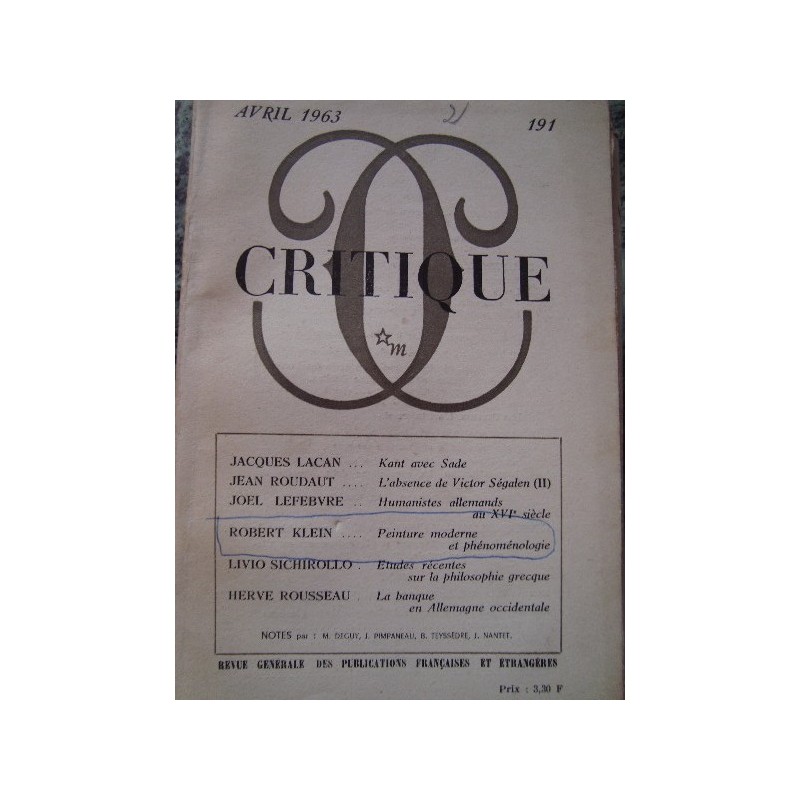 AVRIL 1963 21 191
CRITIQUE
m
JACQUES LACAN ... Kant avec Sade
JEAN ROUDAUT .... L'absence de Victor Ségalen (II)
JOEL LEFEBVRE .. Humanistes allemands
au XVIe siècle
ROBERT KLEIN .... Peinture moderne
et phénoménologie
LIVIO SICHIROLLO . Etudes récentes
sur la philosophie grecque
HERVE ROUSSEAU . La banque
en Allemagne occidentale
NOTES par : M. DEGUY, J. PIMPANEAU, B. TEYSSÈDRE, J. NANTET.
REVUE GÉNÉRALE DES PUBLICATIONS FRANÇAISES ET ÉTRANGÈRES
Prix : 3,30 F